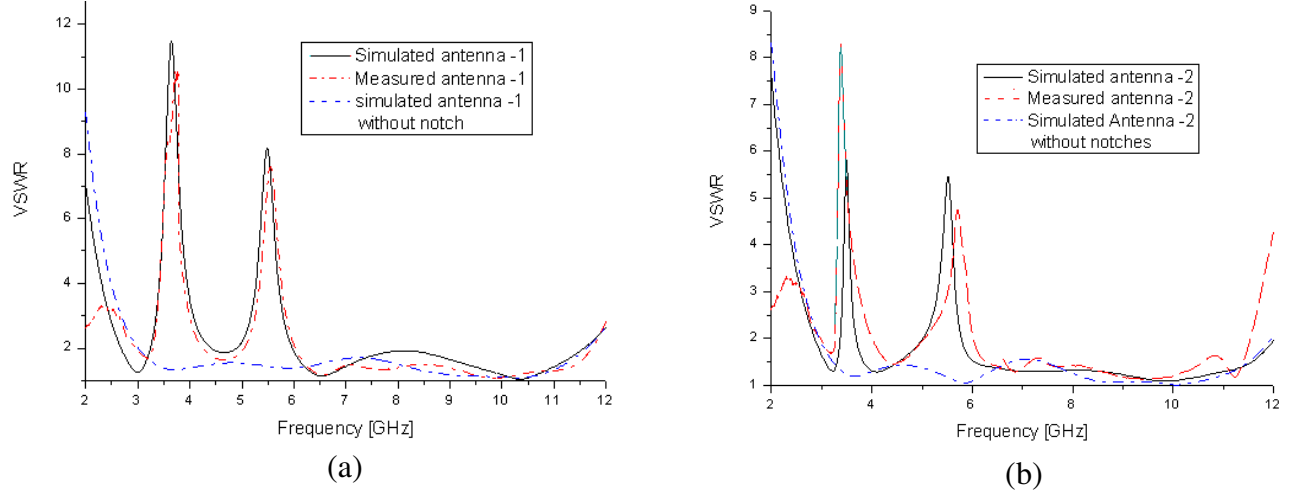 12
10
8
6
4
2
VSWR
Simulated antenna -1
Measured antenna -1
simulated antenna -1
without notch
2 3 4 5 6 7 8 9 10 11 12
Frequency [GHz]
(a)
9
8
7
6
5
4
3
2
1
VSWR
Simulated antenna -2
Measured antenna -2
Simulated Antenna -2
without notches
2 4 6 8 10 12
Frequency [GHz]
(b)